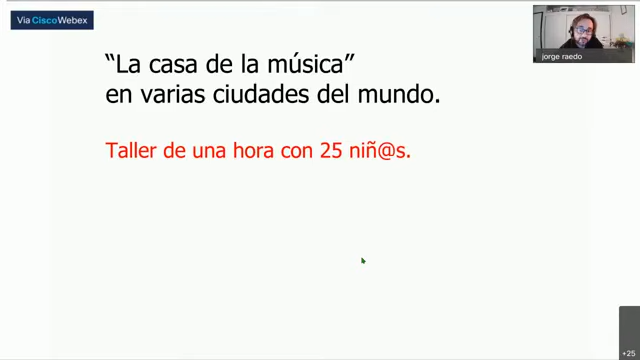 Via CiscoWebex
jorge raedo
“La casa de la música”
en varias ciudades del mundo.
Taller de una hora con 25 niñ@s.
+25